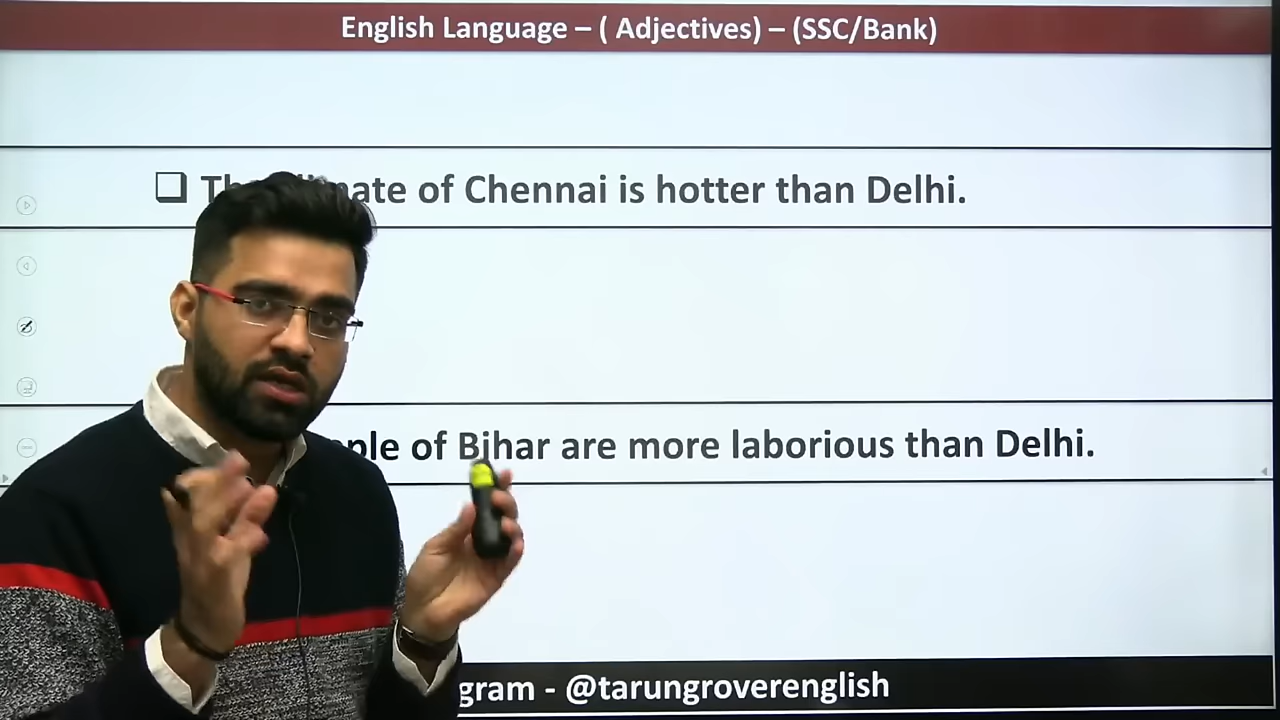 English Language – ( Adjectives) – (SSC/Bank)
❑ climate of Chennai is hotter than Delhi.
of Bihar are more laborious than Delhi.
- @tarungroverenglish